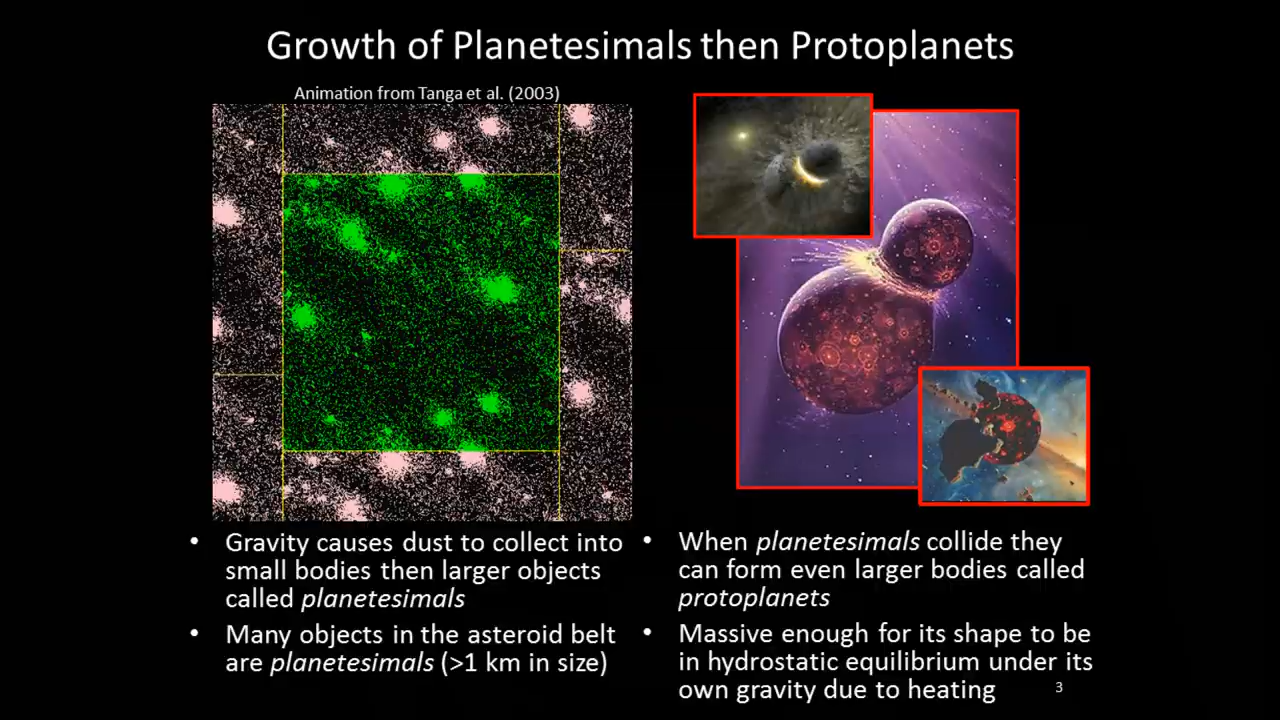 Growth of Planetesimals then Protoplanets
Animation from Tanga et al. (2003)
• Gravity causes dust to collect into
small bodies then larger objects
called planetesimals
• Many objects in the asteroid belt
are planetesimals (>1 km in size)
• When planetesimals collide they
can form even larger bodies called
protoplanets
• Massive enough for its shape to be
in hydrostatic equilibrium under its
own gravity due to heating
3